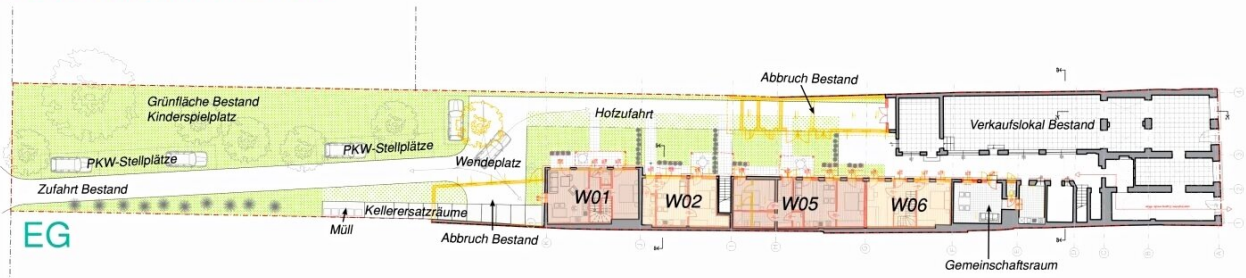 Abbruch Bestand
Grünfläche Bestand
Kinderspielplatz
Hofzufahrt
Verkaufslokal Bestand
PKW-Stellplätze
PKW-Stellplätze
Wendeplatz
Zufahrt Bestand
W01
W02
W05
W06
Kellerersatzräume
Müll
Abbruch Bestand
EG
Gemeinschaftsraum